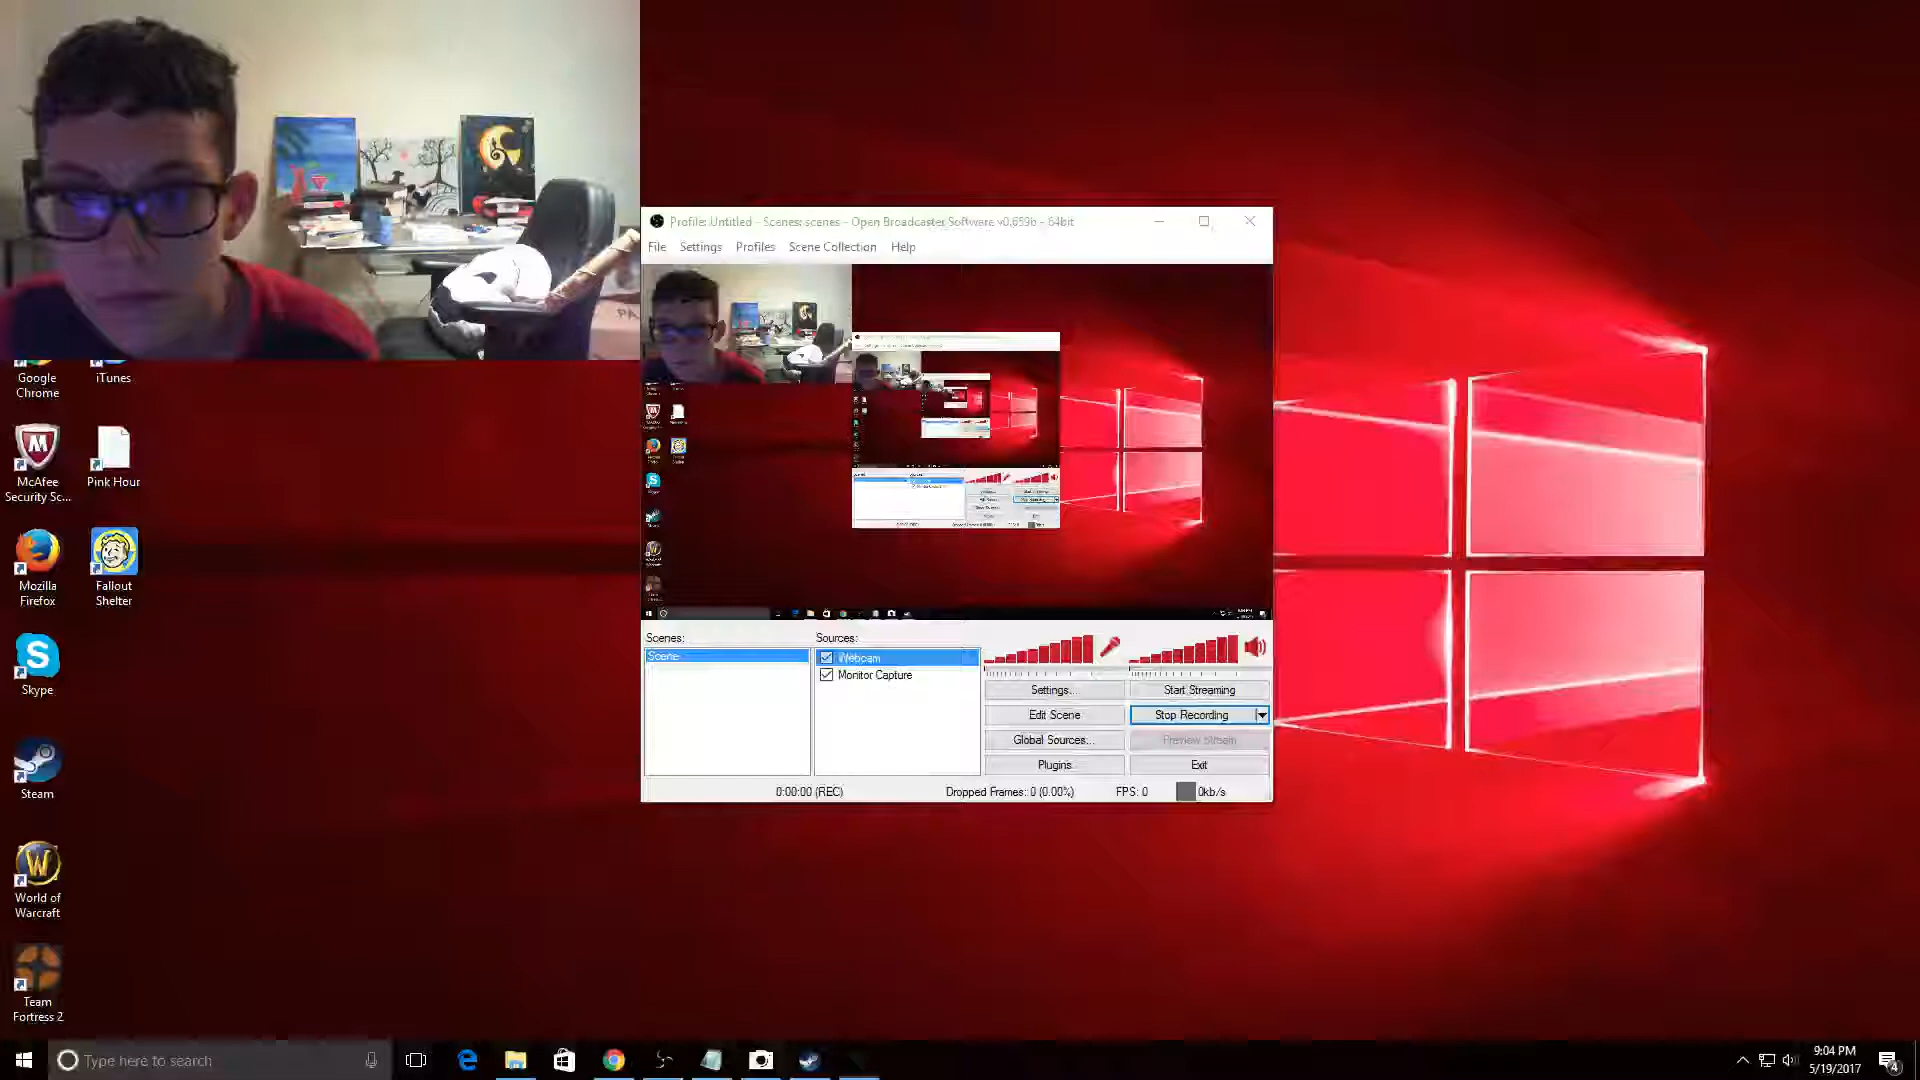 Profile: Untitled - Scenes: scenes - Open Broadcaster Software v0.659b - 64bit
File Settings Profiles Scene Collection Help
Google
Chrome
iTunes
McAfee
Security Sc...
Pink Hour
Mozilla
Firefox
Fallout
Shelter
Skype
Steam
World of
Warcraft
Team
Fortress 2
Scenes:
Scene
Sources:
Webcam
Monitor Capture
Settings...
Start Streaming
Edit Scene
Stop Recording
Global Sources...
Preview Stream
Plugins
Exit
0:00:00 (REC)
Dropped Frames: 0 (0.00%)
FPS: 0
0kb/s
Type here to search
9:04 PM
5/19/2017
4